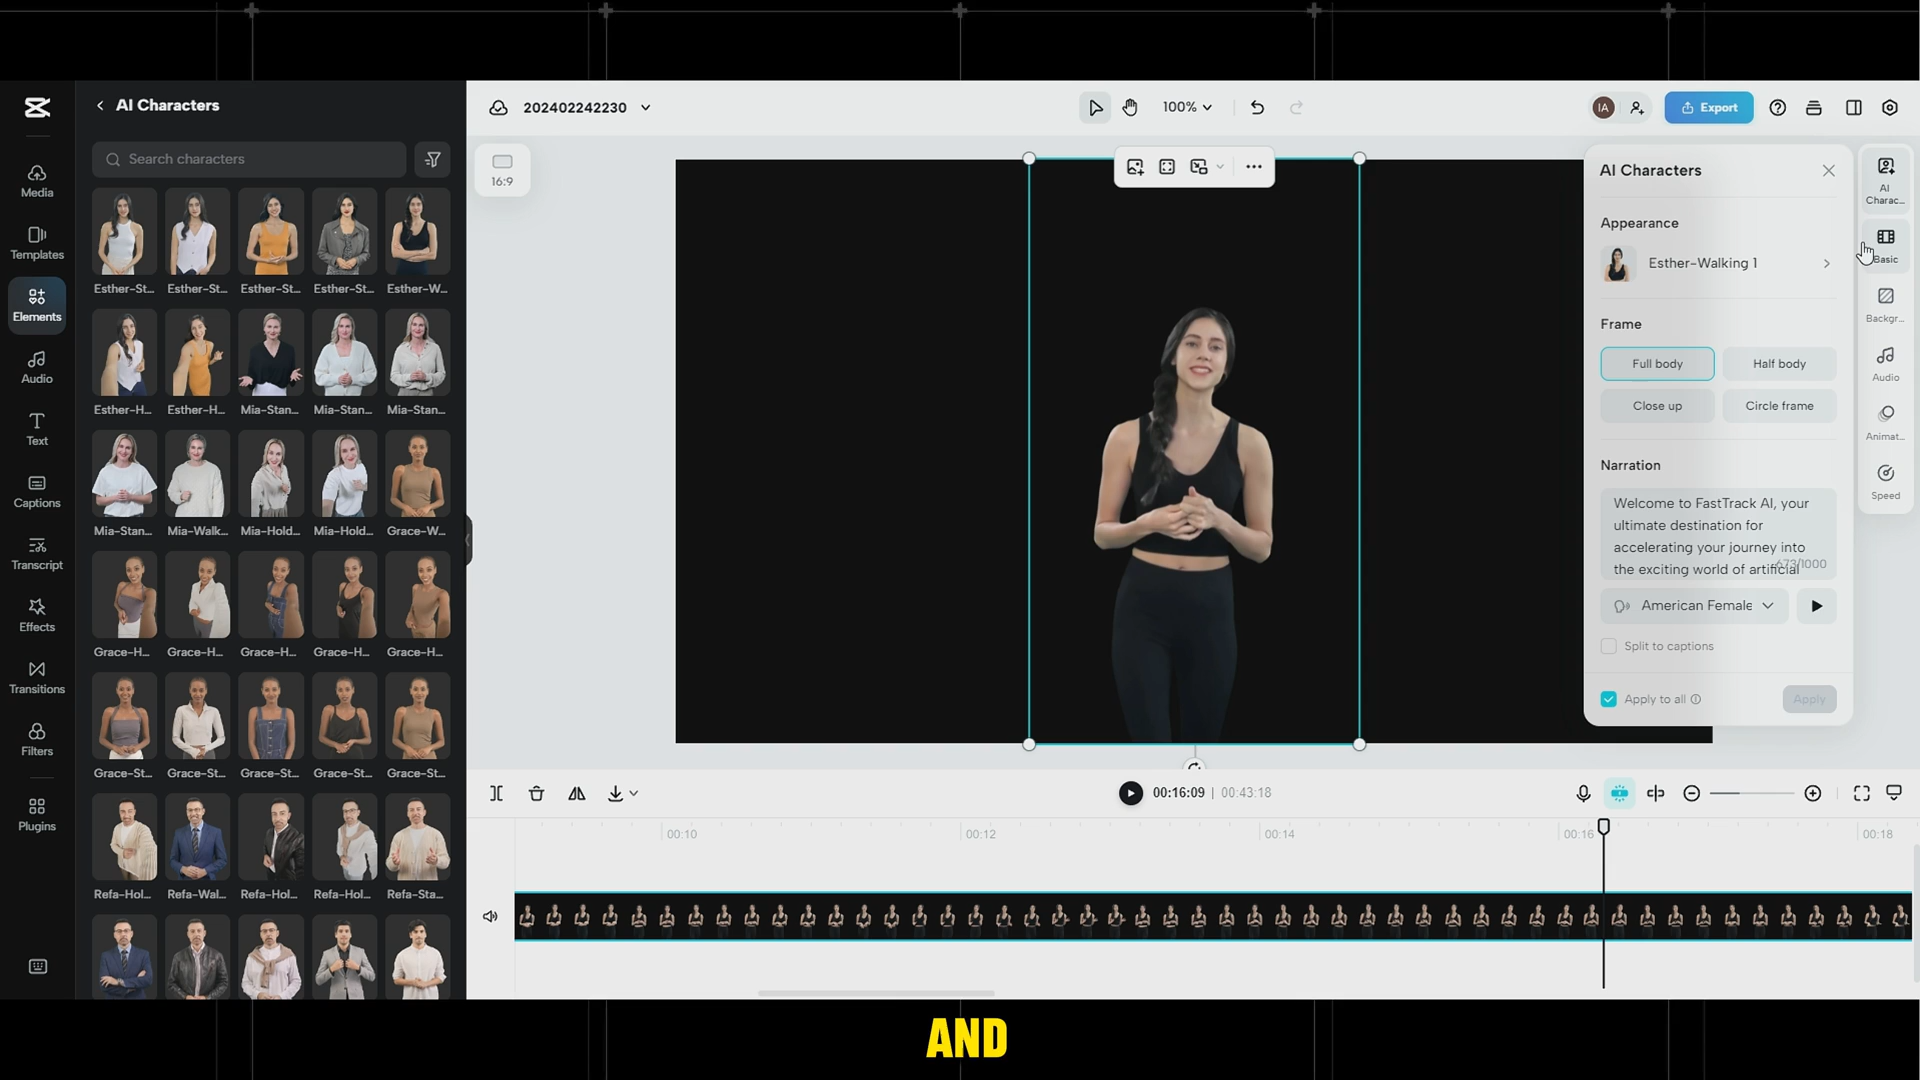 AI Characters
Search characters
Media
Templates
Elements
Audio
Text
Captions
Transcript
Effects
Transitions
Filters
Plugins
Esther-St...
Esther-St...
Esther-St...
Esther-St...
Esther-W...
Esther-H...
Esther-H...
Mia-Stan...
Mia-Stan...
Mia-Stan...
Mia-Stan...
Mia-Walk...
Mia-Hold...
Mia-Hold...
Grace-W...
Grace-H...
Grace-H...
Grace-H...
Grace-H...
Grace-H...
Grace-St...
Grace-St...
Grace-St...
Grace-St...
Grace-St...
Refa-Hol...
Refa-Wal...
Refa-Hol...
Refa-Hol...
Refa-Sta...
202402242230
100%
IA
Export
16:9
AI Characters
Appearance
Esther-Walking 1
Frame
Full body
Half body
Close up
Circle frame
Narration
Welcome to FastTrack AI, your
ultimate destination for
accelerating your journey into
the exciting world of artificial
673/1000
American Female
Split to captions
Apply to all
Apply
AI
Charac...
Basic
Backgr...
Audio
Animat...
Speed
00:16:09 | 00:43:18
00:10
00:12
00:14
00:16
00:18
AND